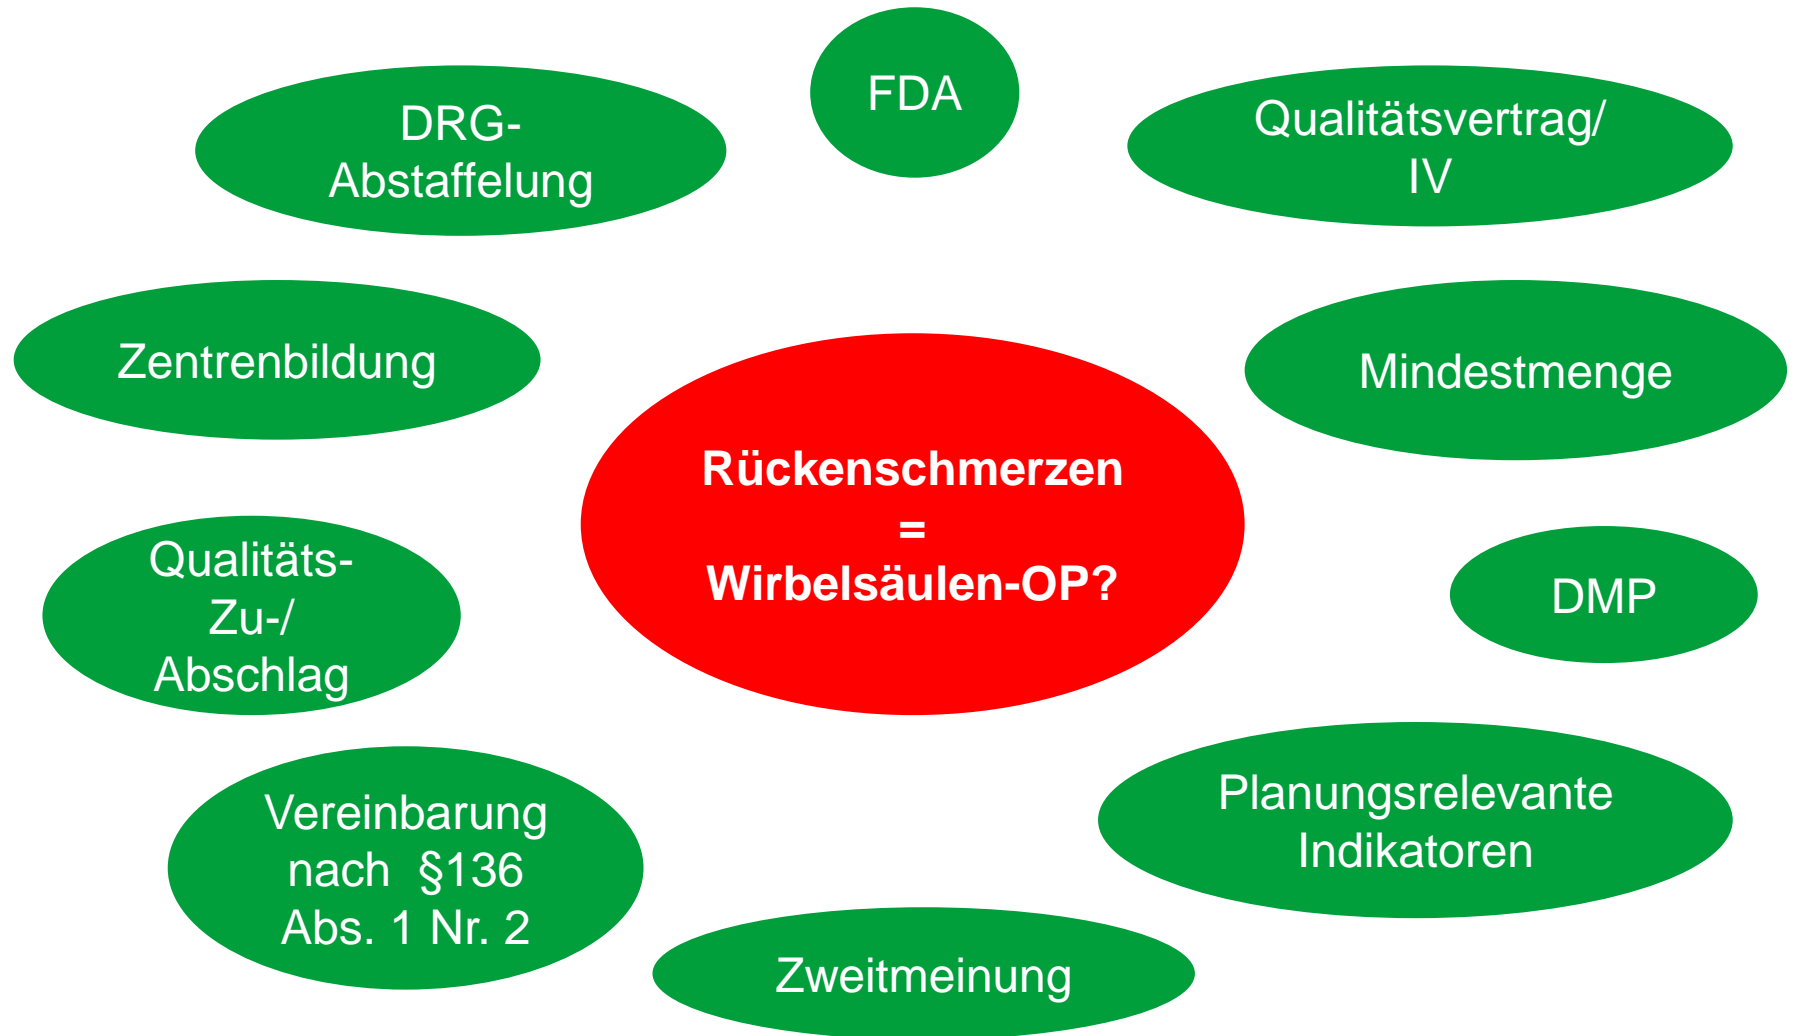 FDA
DRG-
Abstaffelung
Qualitätsvertrag/
IV
Zentrenbildung
Mindestmenge
Rückenschmerzen
=
Wirbelsäulen-OP?
Qualitäts-
Zu-/
Abschlag
DMP
Vereinbarung
nach §136
Abs. 1 Nr. 2
Planungsrelevante
Indikatoren
Zweitmeinung